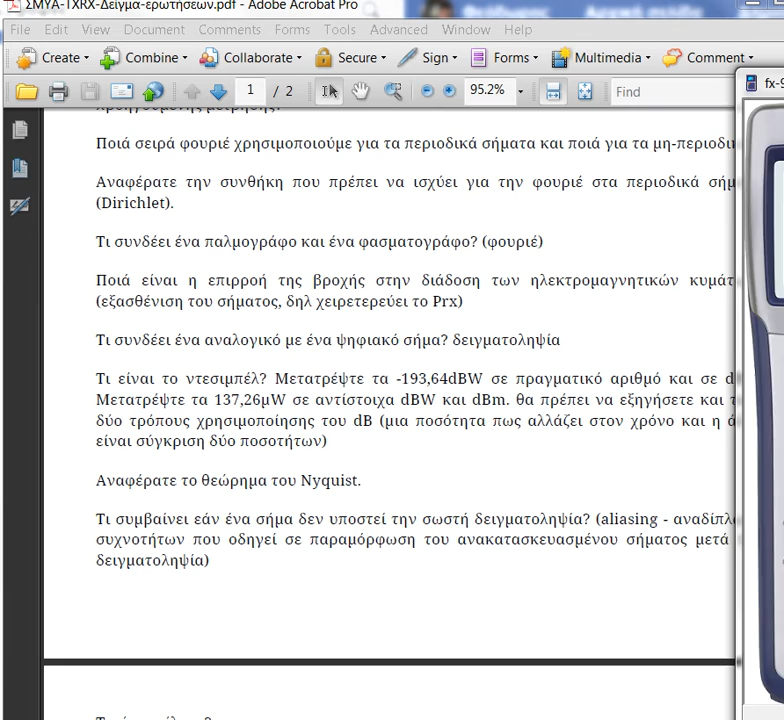 ΣΜΥΑ-TXRX-Δείγμα-ερωτήσεων.pdf - Adobe Acrobat Pro
File Edit View Document Comments Forms Tools Advanced Window Help
Create Combine Collaborate Secure Sign Forms Multimedia Comment
1 / 2 95.2% Find
fx-9
Ποιά σειρά φουριέ χρησιμοποιούμε για τα περιοδικά σήματα και ποιά για τα μη-περιοδι
Αναφέρατε την συνθήκη που πρέπει να ισχύει για την φουριέ στα περιοδικά σήμ
(Dirichlet).
Τι συνδέει ένα παλμογράφο και ένα φασματογράφο? (φουριέ)
Ποιά είναι η επιρροή της βροχής στην διάδοση των ηλεκτρομαγνητικών κυμάτ
(εξασθένιση του σήματος, δηλ χειρετερεύει το Prx)
Τι συνδέει ένα αναλογικό με ένα ψηφιακό σήμα? δειγματοληψία
Τι είναι το ντεσιμπέλ? Μετατρέψτε τα -193,64dBW σε πραγματικό αριθμό και σε d
Μετατρέψτε τα 137,26μW σε αντίστοιχα dBW και dBm. θα πρέπει να εξηγήσετε και τ
δύο τρόπους χρησιμοποίησης του dB (μια ποσότητα πως αλλάζει στον χρόνο και η ά
είναι σύγκριση δύο ποσοτήτων)
Αναφέρατε το θεώρημα του Nyquist.
Τι συμβαίνει εάν ένα σήμα δεν υποστεί την σωστή δειγματοληψία? (aliasing - αναδίπλ
συχνοτήτων που οδηγεί σε παραμόρφωση του ανακατασκευασμένου σήματος μετά
δειγματοληψία)